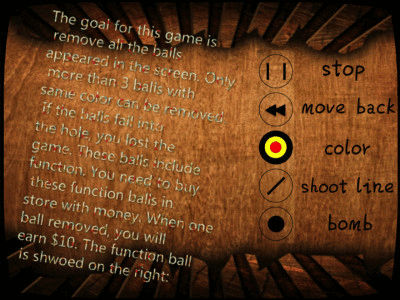 The goal for this game is
remove all the balls
appeared in the screen. Only
more than 3 balls with
same color can be removed.
If the balls fall into
the hole, you lost the
game. These balls include
function. You need to buy
these function balls in
store with money. When one
ball removed, you will
earn $10. The function ball
is shwoed on the right:
stop
move back
color
shoot line
bomb